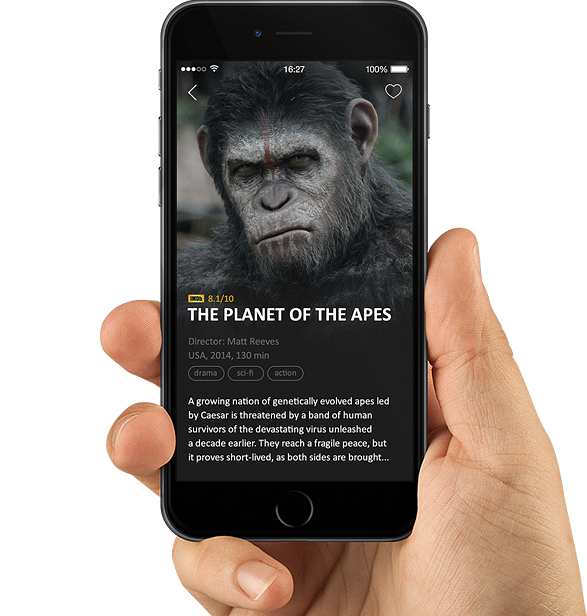 16:27
100%
IMDb 8.1/10
THE PLANET OF THE APES
Director: Matt Reeves
USA, 2014, 130 min
drama sci-fi action
A growing nation of genetically evolved apes led
by Caesar is threatened by a band of human
survivors of the devastating virus unleashed
a decade earlier. They reach a fragile peace, but
it proves short-lived, as both sides are brought...